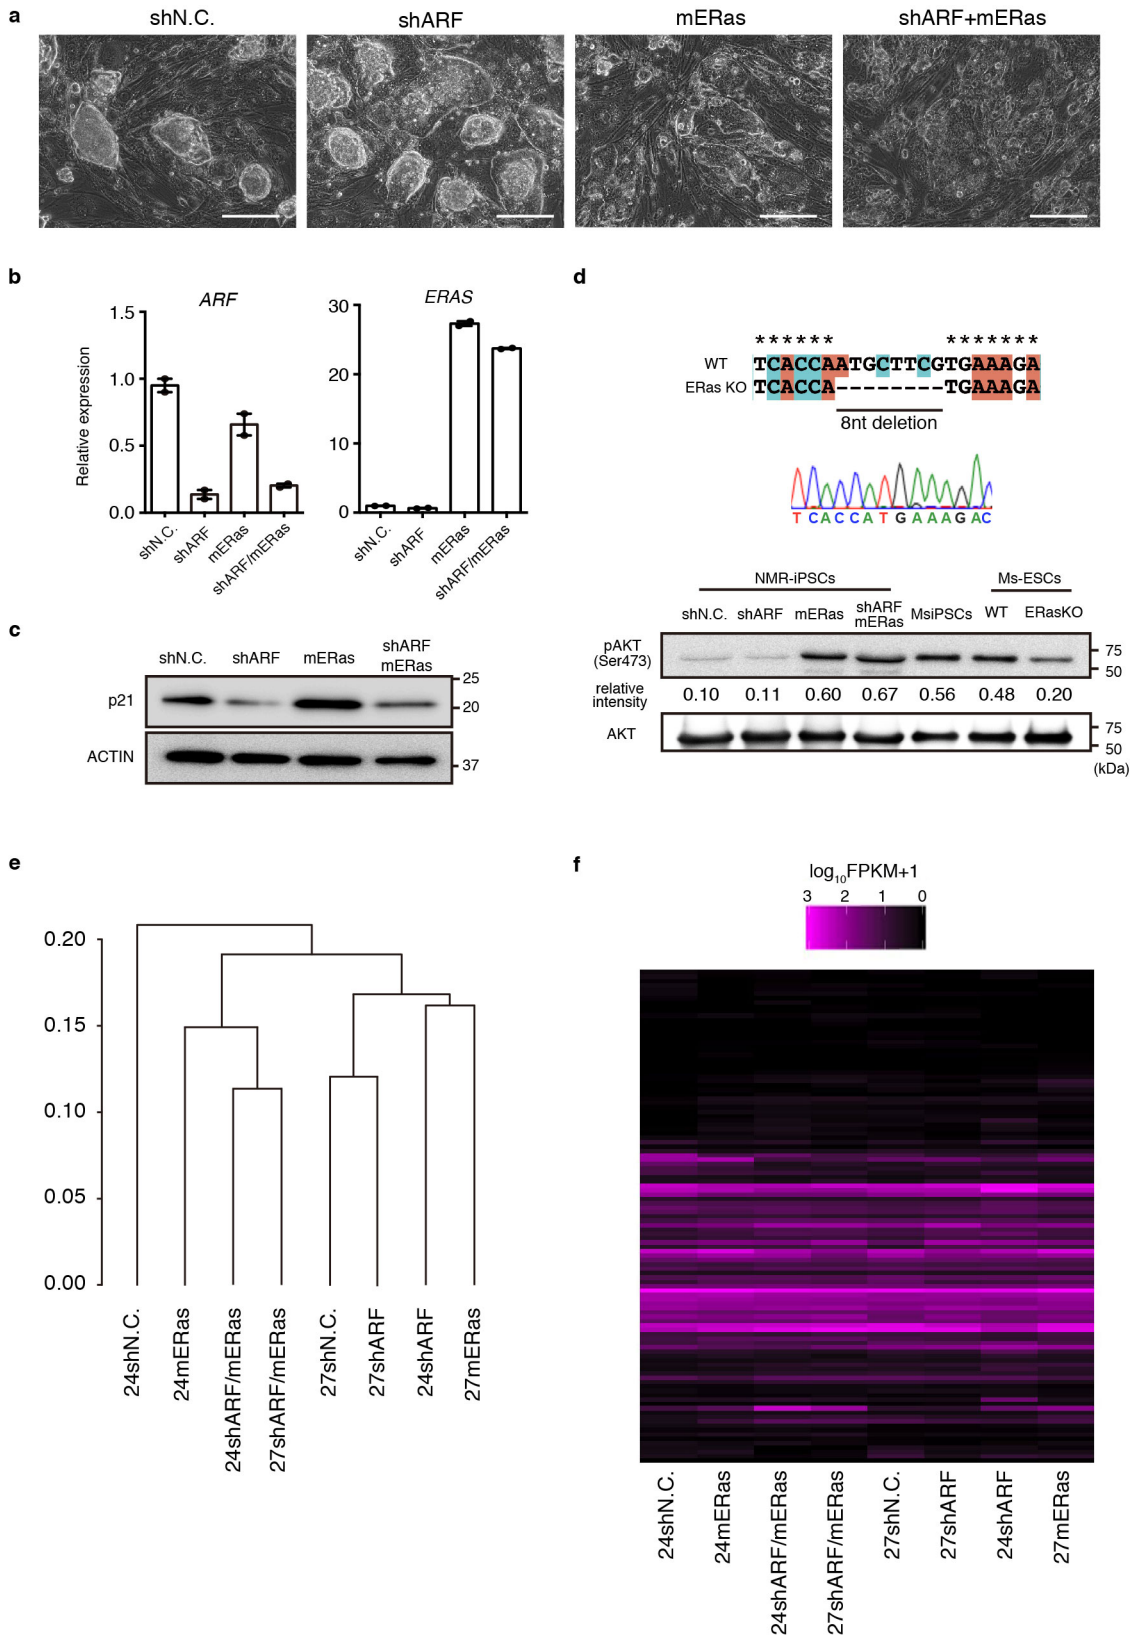 a
shN.C. shARF mERas shARF+mERas
b
ARF
Relative expression
1.5
1.0
0.5
0.0
shN.C. shARF mERas shARF/mERas
ERAS
30
20
10
0
shN.C. shARF mERas shARF/mERas
c
shN.C. shARF mERas shARF
mERas
p21
25
20
ACTIN
37
d
****** *******
WT TCACCAATGCTTCGTGAAAGA
ERas KO TCACCA--------TGAAAGA
8nt deletion
TCACCATGAAAGAC
NMR-iPSCs Ms-ESCs
shN.C. shARF mERas shARF
mERas MsiPSCs WT ERasKO
pAKT
(Ser473)
75
50
relative
intensity 0.10 0.11 0.60 0.67 0.56 0.48 0.20
AKT
75
50
(kDa)
e
0.20
0.15
0.10
0.05
0.00
24shN.C.
24mERas
24shARF/mERas
27shARF/mERas
27shN.C.
27shARF
24shARF
27mERas
f
log10FPKM+1
3 2 1 0
24shN.C.
24mERas
24shARF/mERas
27shARF/mERas
27shN.C.
27shARF
24shARF
27mERas